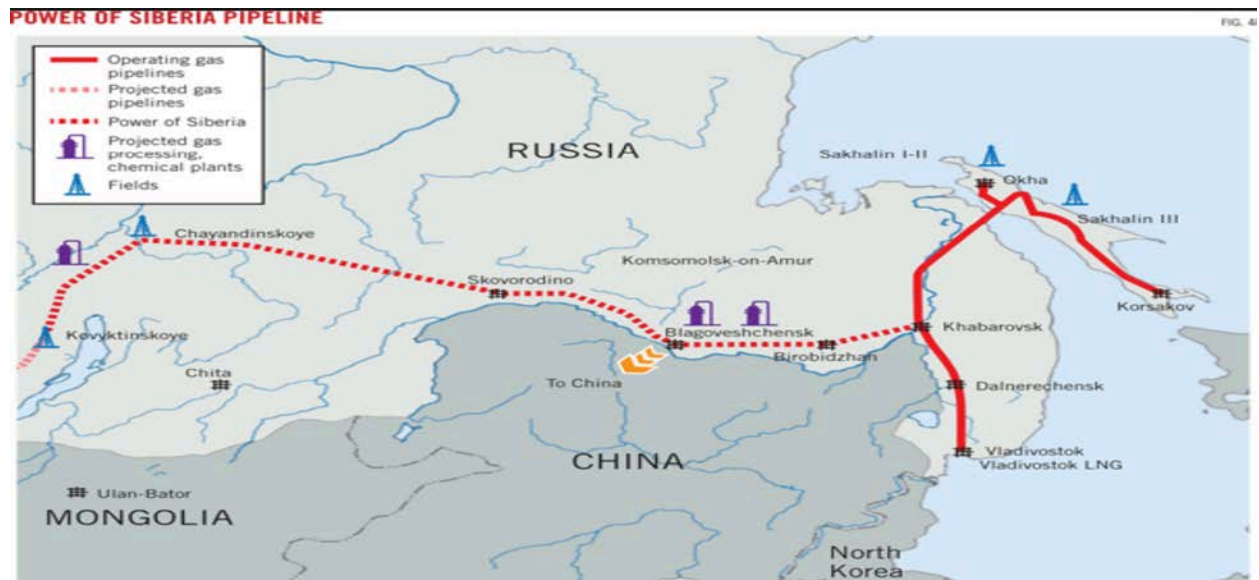 POWER OF SIBERIA PIPELINE
FIG. 4
Operating gas
pipelines
Projected gas
pipelines
Power of Siberia
Projected gas
processing,
chemical plants
Fields
RUSSIA
Sakhalin I-II
Okha
Sakhalin III
Chayandinskoye
Komsomolsk-on-Amur
Skovorodino
Korsakov
Kovyktinskoye
Blagoveshchensk
Khabarovsk
Birobidzhan
Chita
To China
Dalnerechensk
CHINA
Vladivostok
Vladivostok LNG
Ulan-Bator
MONGOLIA
North
Korea